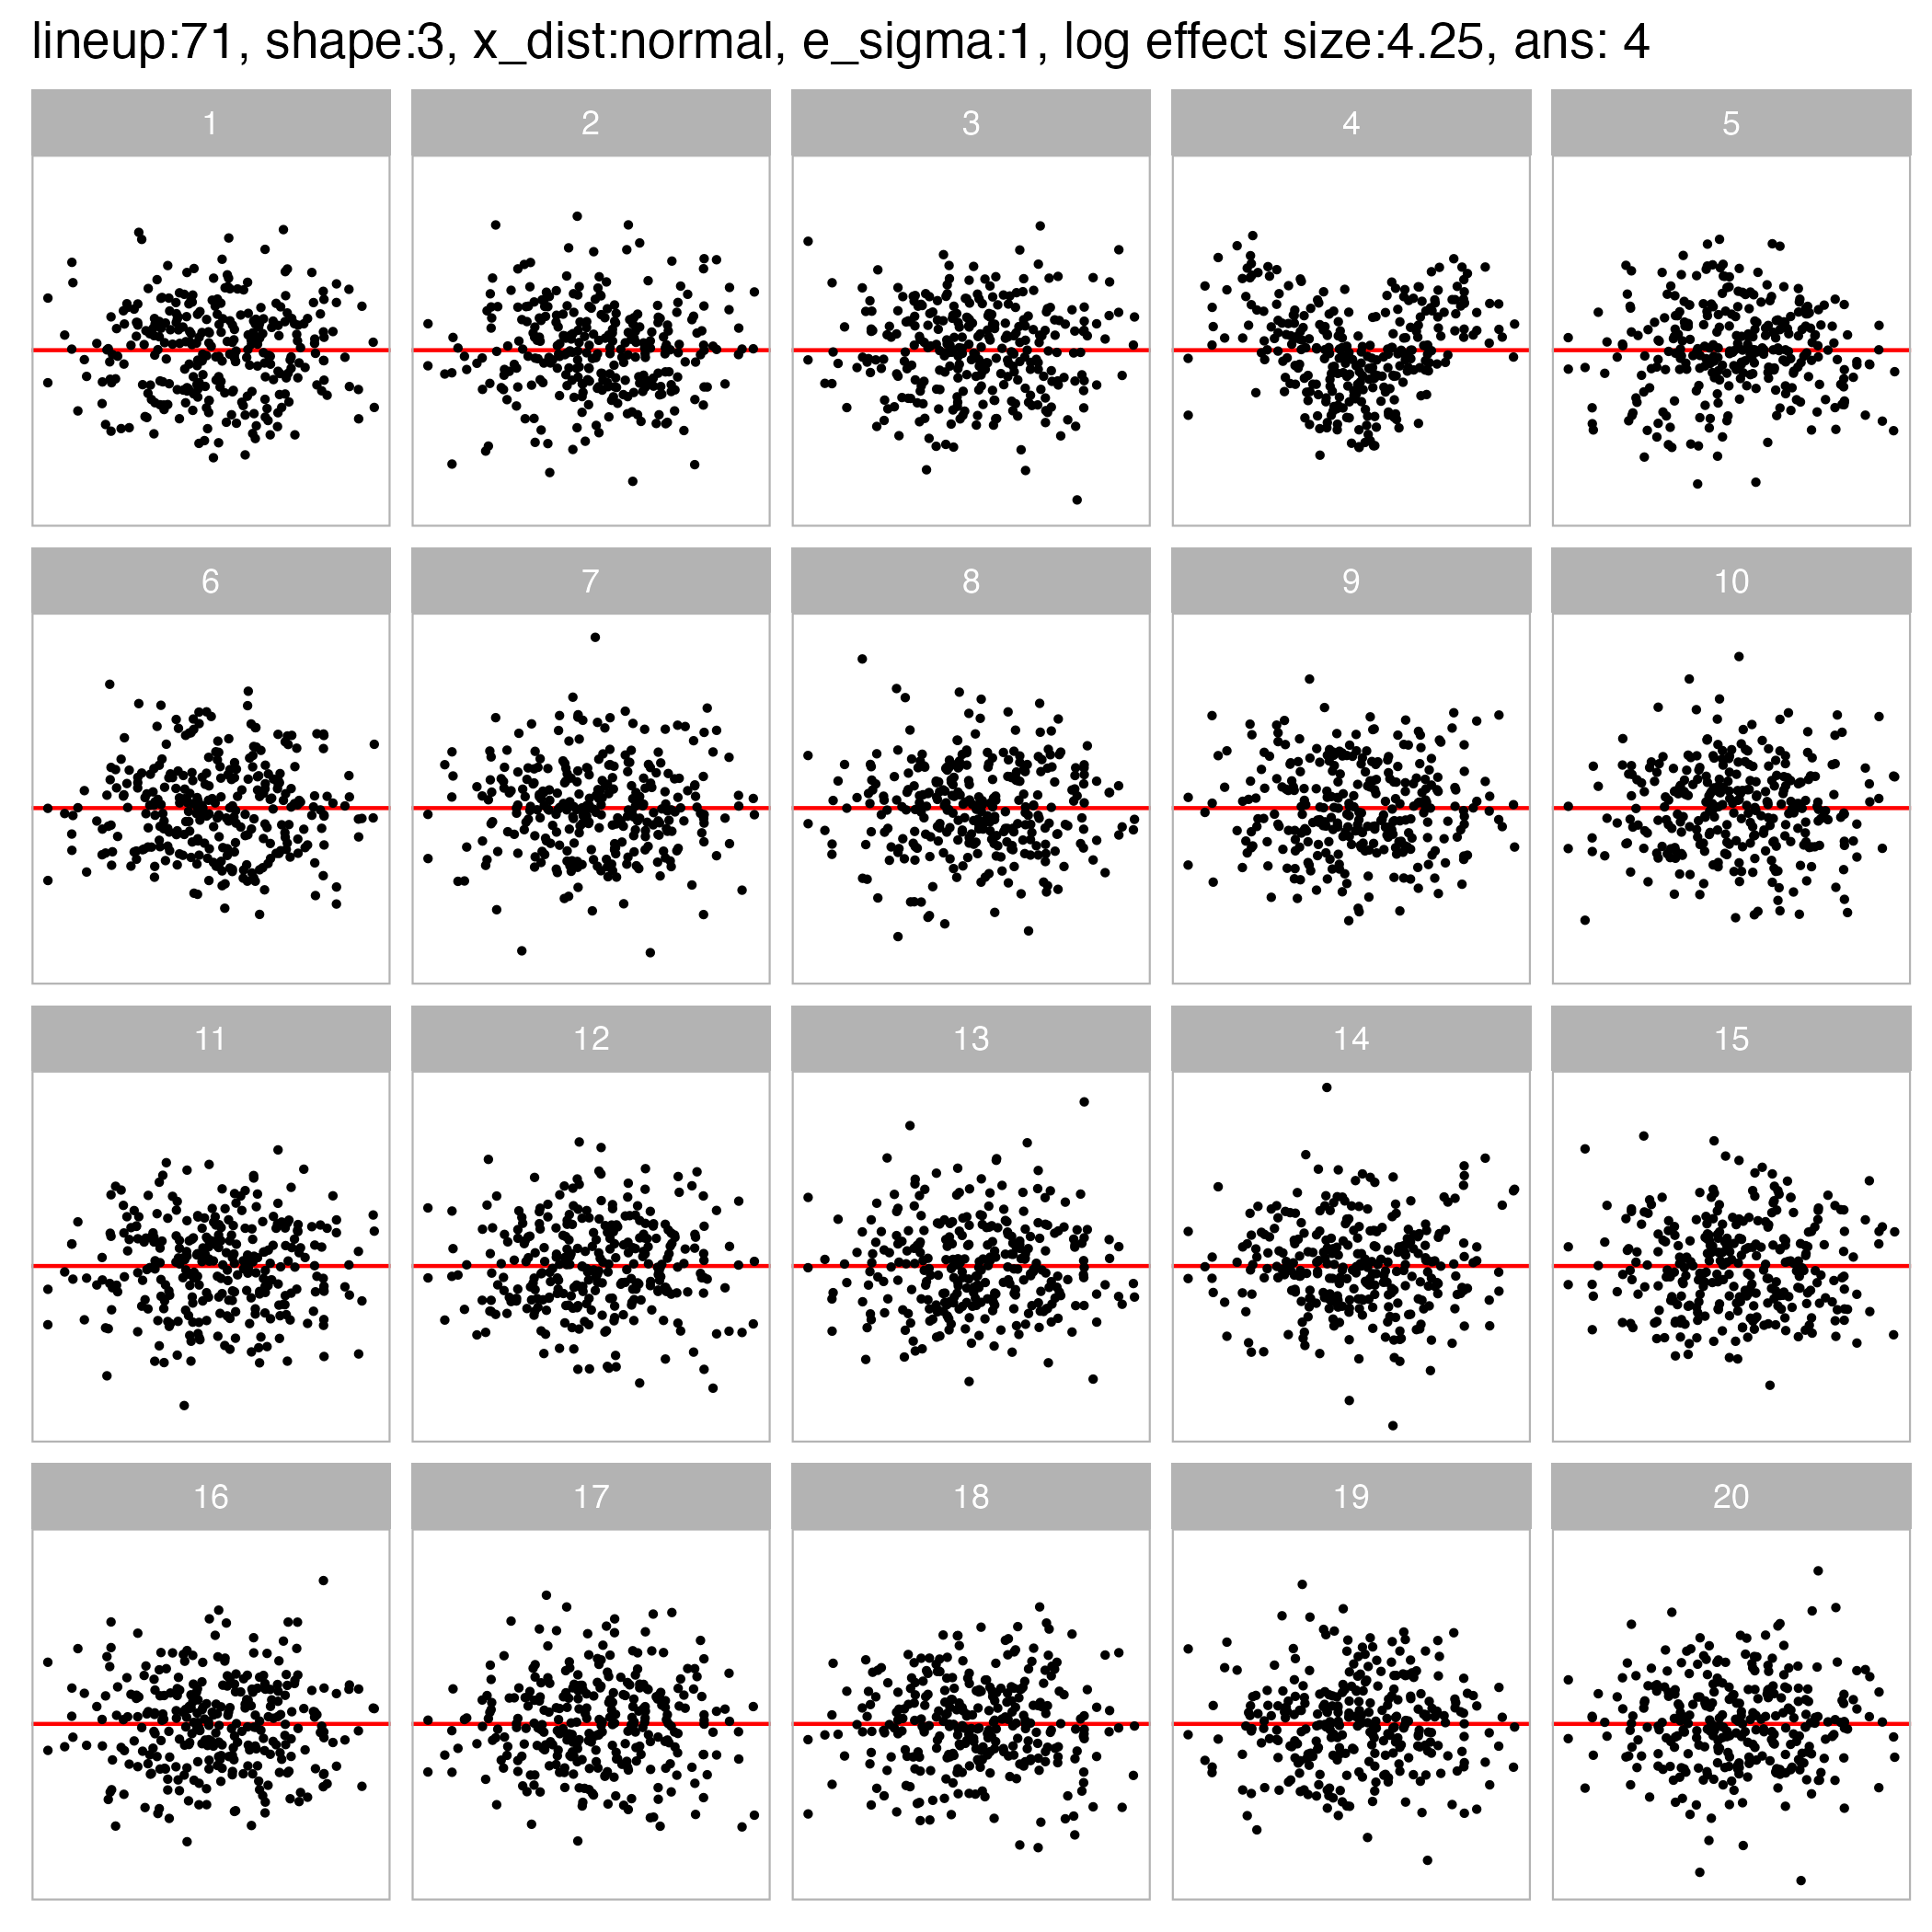 lineup:71, shape:3, x_dist:normal, e_sigma:1, log effect size:4.25, ans: 4
1 2 3 4 5
6 7 8 9 10
11 12 13 14 15
16 17 18 19 20